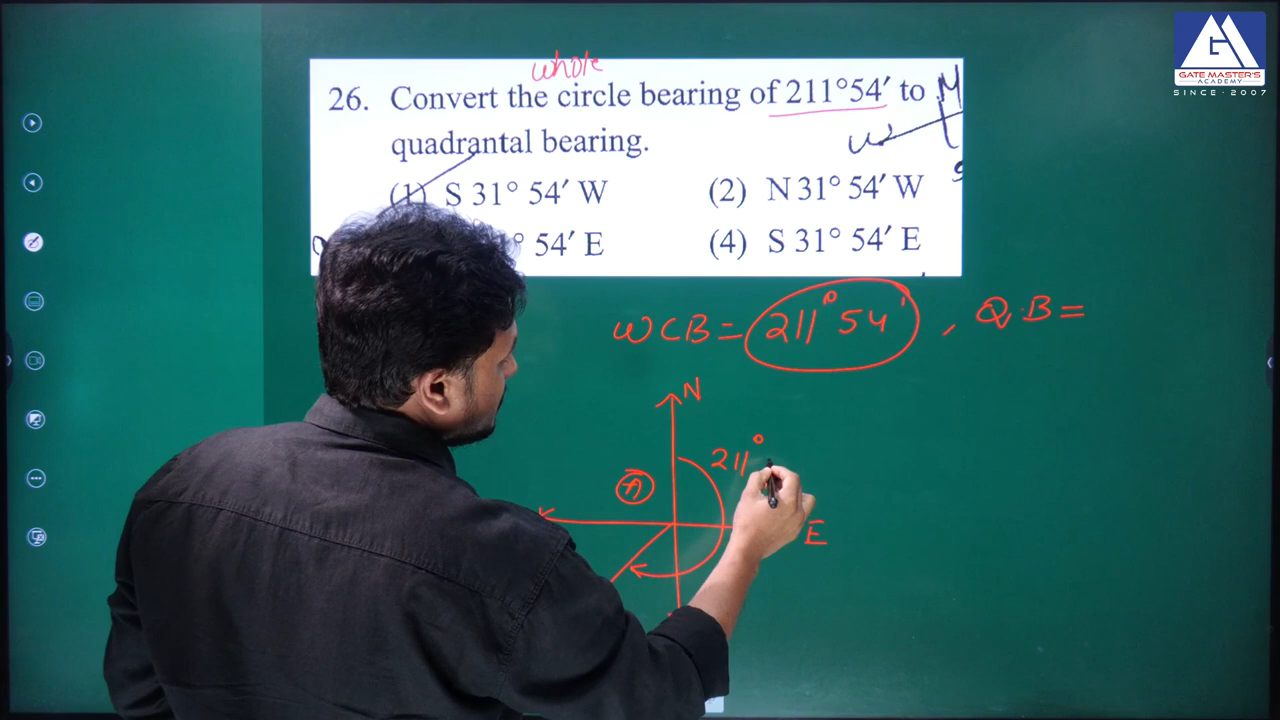 whole
26. Convert the circle bearing of 211°54′ to
quadrantal bearing.
(1) S 31° 54′ W
(2) N 31° 54′ W
° 54′ E
(4) S 31° 54′ E
W
WCB = 211° 54′, Q.B =
N
211°
A
E
GATE MASTER'S
ACADEMY
SINCE - 2007